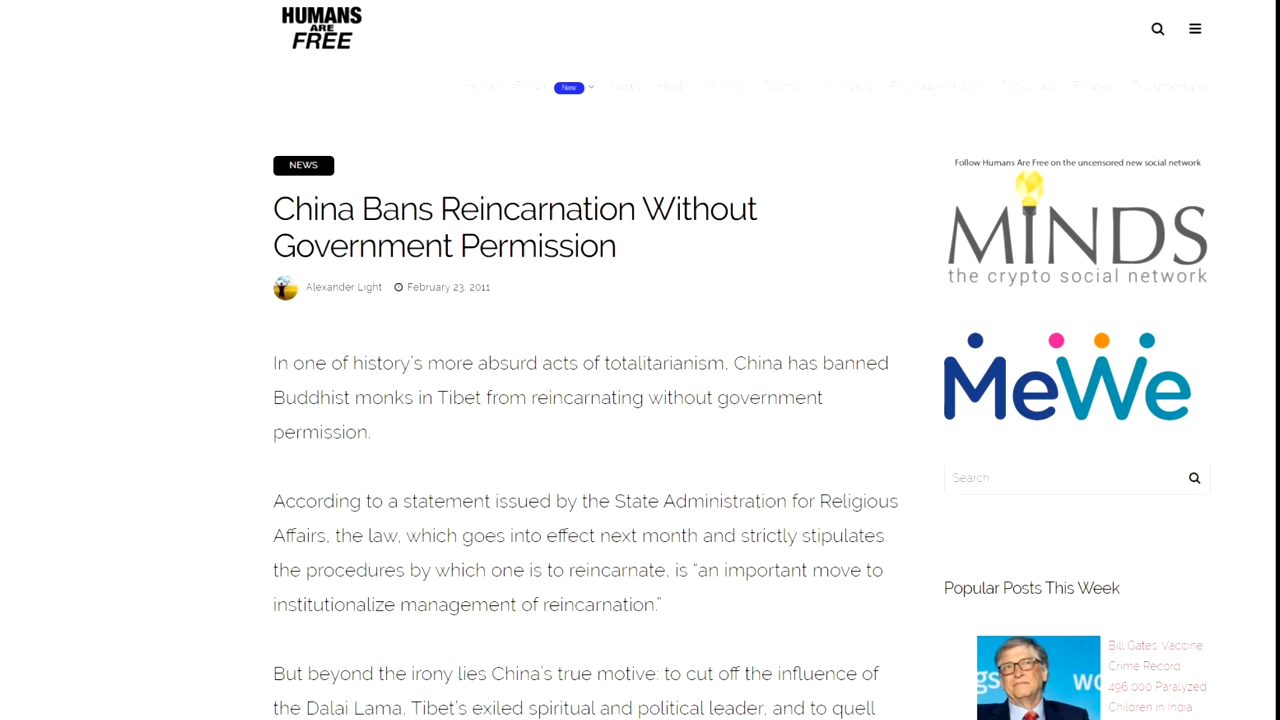 HUMANS
ARE
FREE
New
NEWS
China Bans Reincarnation Without
Government Permission
Alexander Light
February 23, 2011
In one of history's more absurd acts of totalitarianism, China has banned
Buddhist monks in Tibet from reincarnating without government
permission.
According to a statement issued by the State Administration for Religious
Affairs, the law, which goes into effect next month and strictly stipulates
the procedures by which one is to reincarnate, is “an important move to
institutionalize management of reincarnation.”
But beyond the irony lies China's true motive: to cut off the influence of
the Dalai Lama, Tibet's exiled spiritual and political leader, and to quell
Follow Humans Are Free on the uncensored new social network
MINDS
the crypto social network
MeWe
Search
Popular Posts This Week
Bill Gates' Vaccine
Crime Record:
496,000 Paralyzed
Children in India